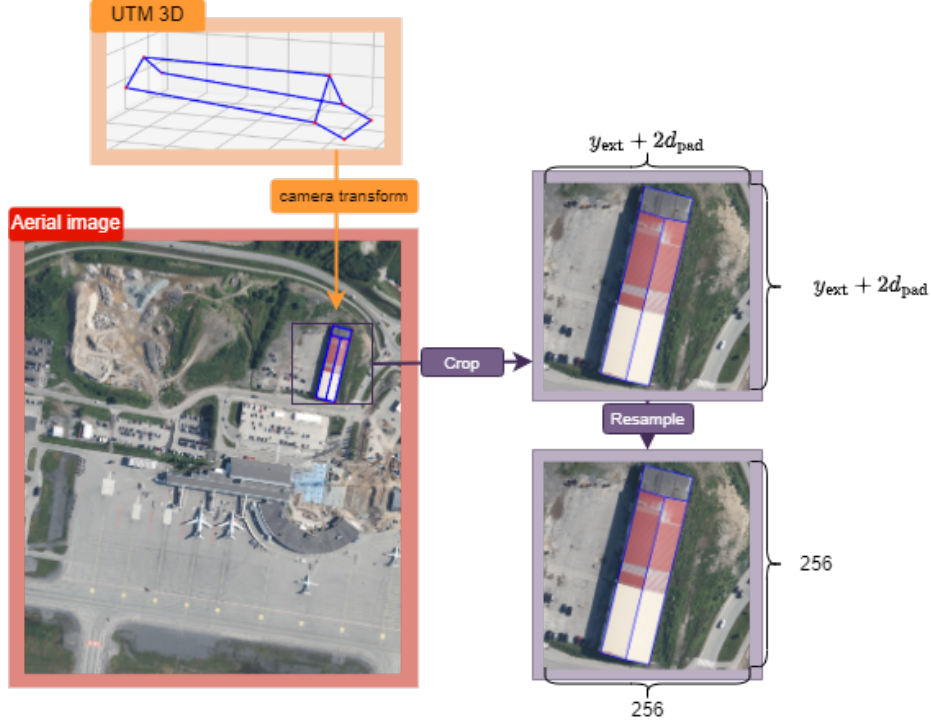 UTM 3D
camera transform
Aerial image
y_ext + 2d_pad
y_ext + 2d_pad
Crop
Resample
256
256